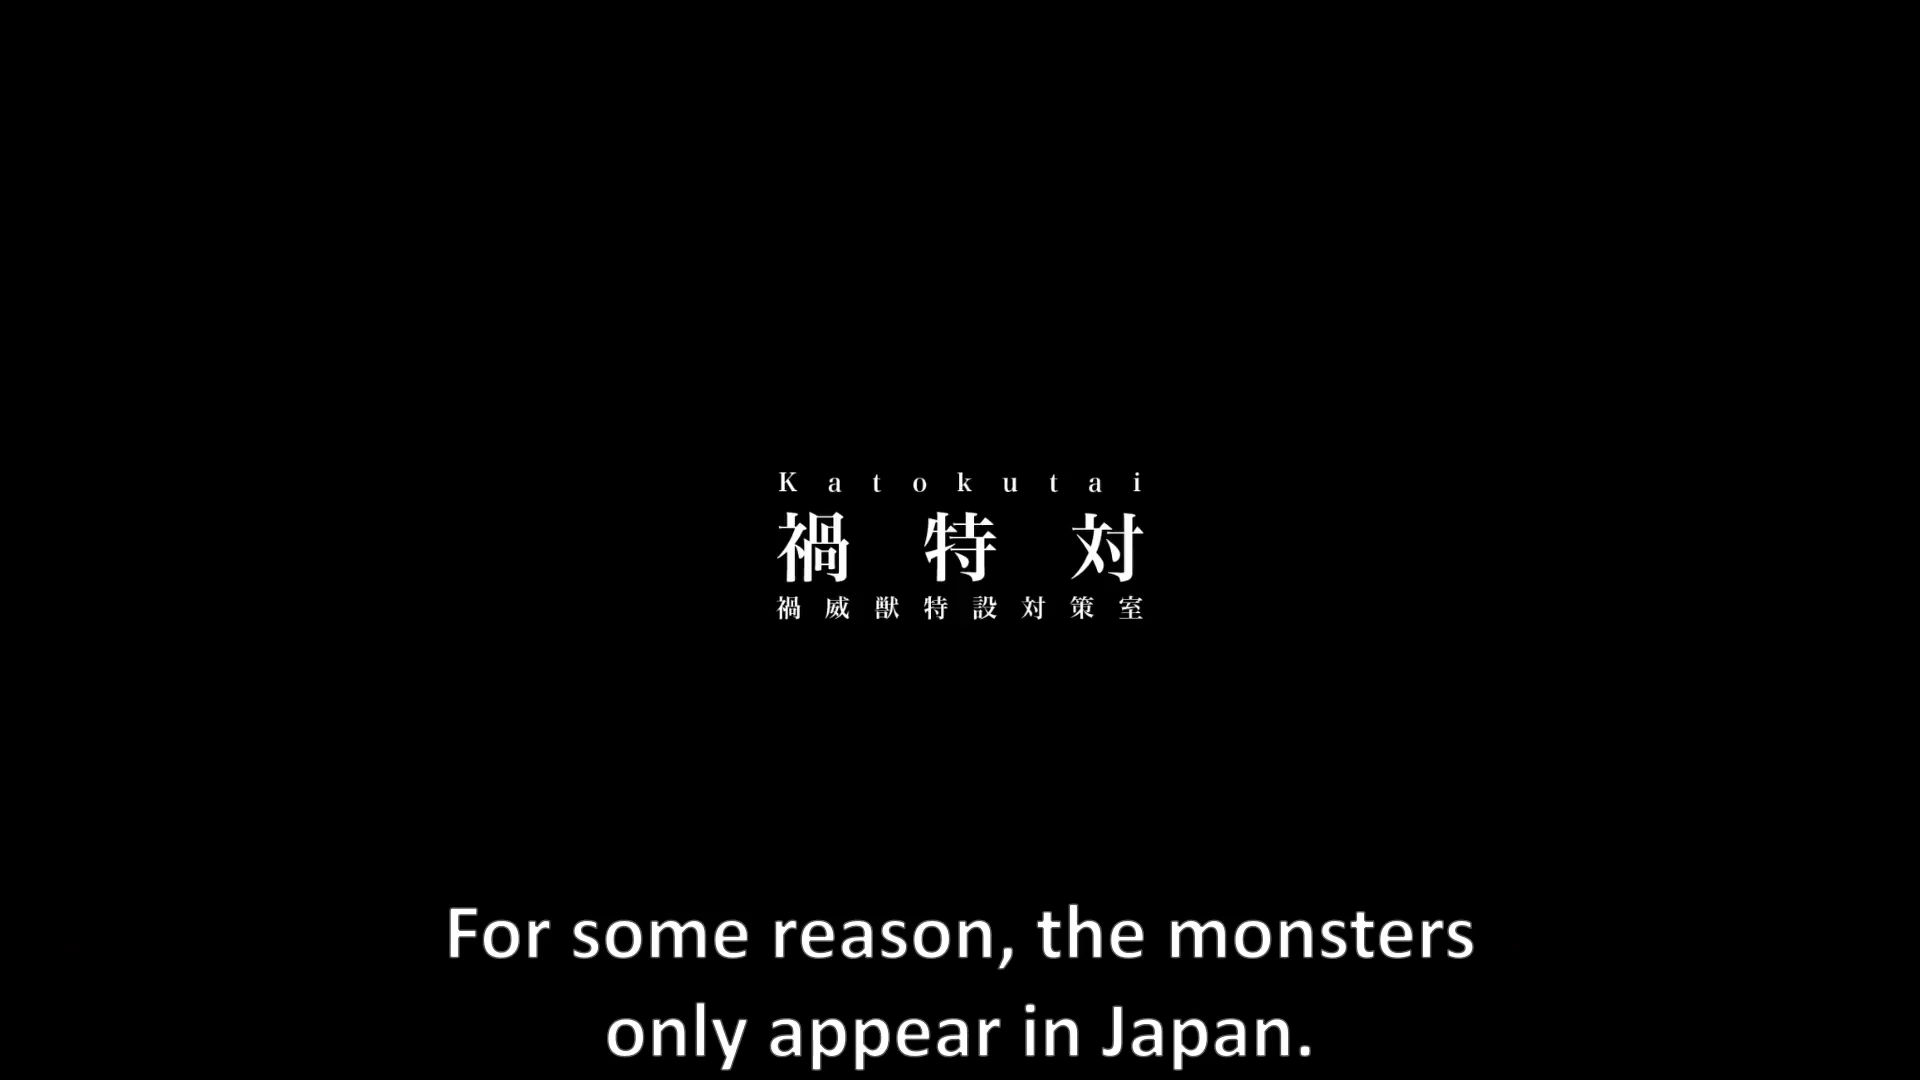 Katokutai
禍特対
禍威獣特設対策室
For some reason, the monsters
only appear in Japan.